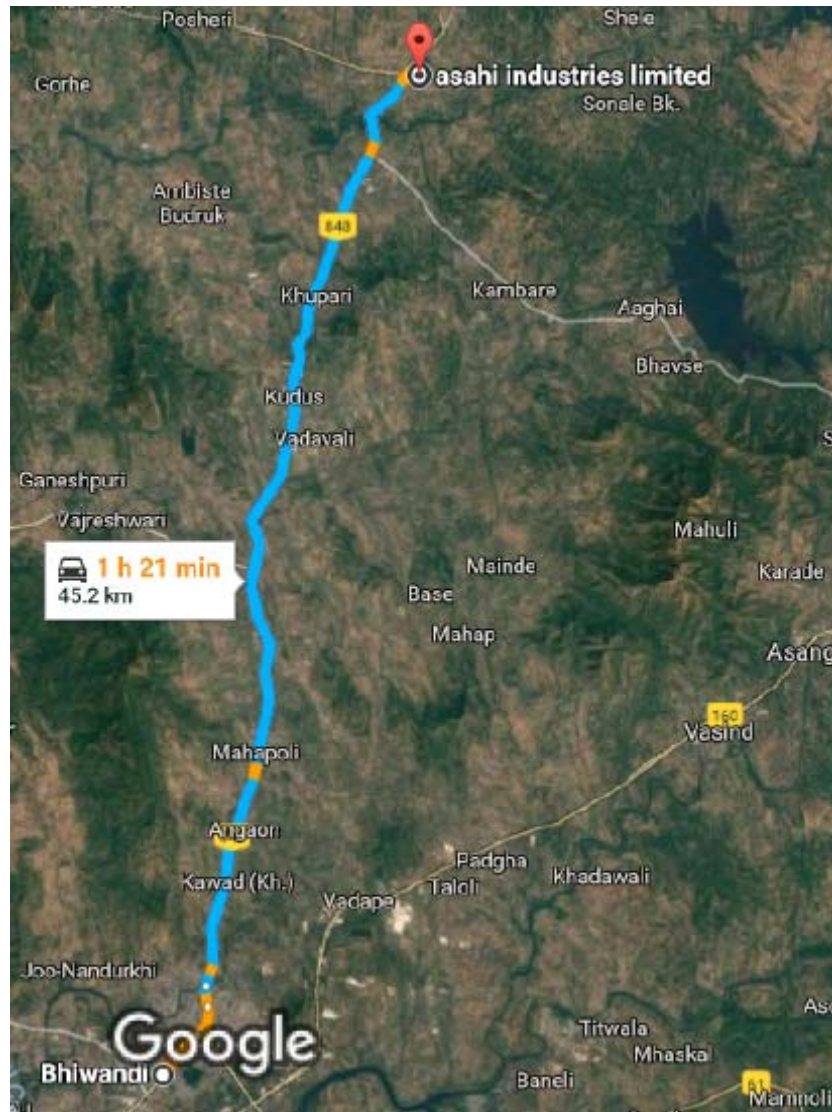 Posheri
Shele
Gorhe
asahi industries limited
Sonale Bk.
Ambiste
Budruk
848
Khupari
Kambare
Aaghai
Bhavse
Kudus
Vadavali
Ganeshpuri
Vajreshwari
Mahuli
1 h 21 min
45.2 km
Mainde
Karade
Base
Mahap
Asang
160
Vasind
Mahapoli
Angaon
Padgha
Kawad (Kh.)
Taloli
Khadawali
Vadape
Joo-Nandurkhi
Google
Titwala
Mhaskal
Bhiwandi
Baneli
61
Mamnoli